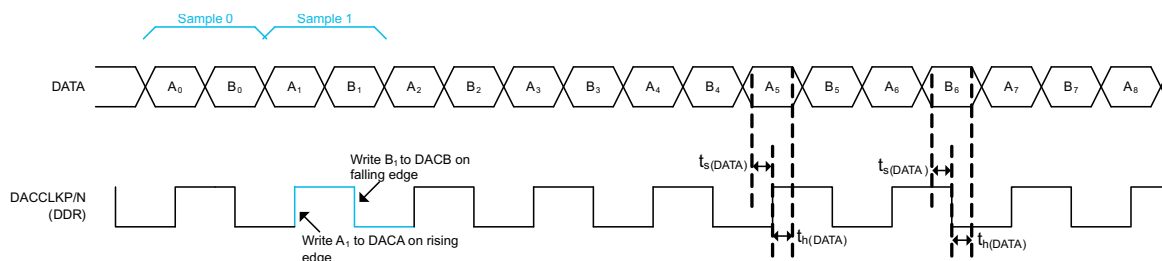 Sample 0
Sample 1
DATA
A0
B0
A1
B1
A2
B2
A3
B3
A4
B4
A5
B5
A6
B6
A7
B7
A8
ts(DATA)
ts(DATA)
Write B1 to DACB on
falling edge
DACCLKP/N
(DDR)
Write A1 to DACA on rising
edge
th(DATA)
th(DATA)